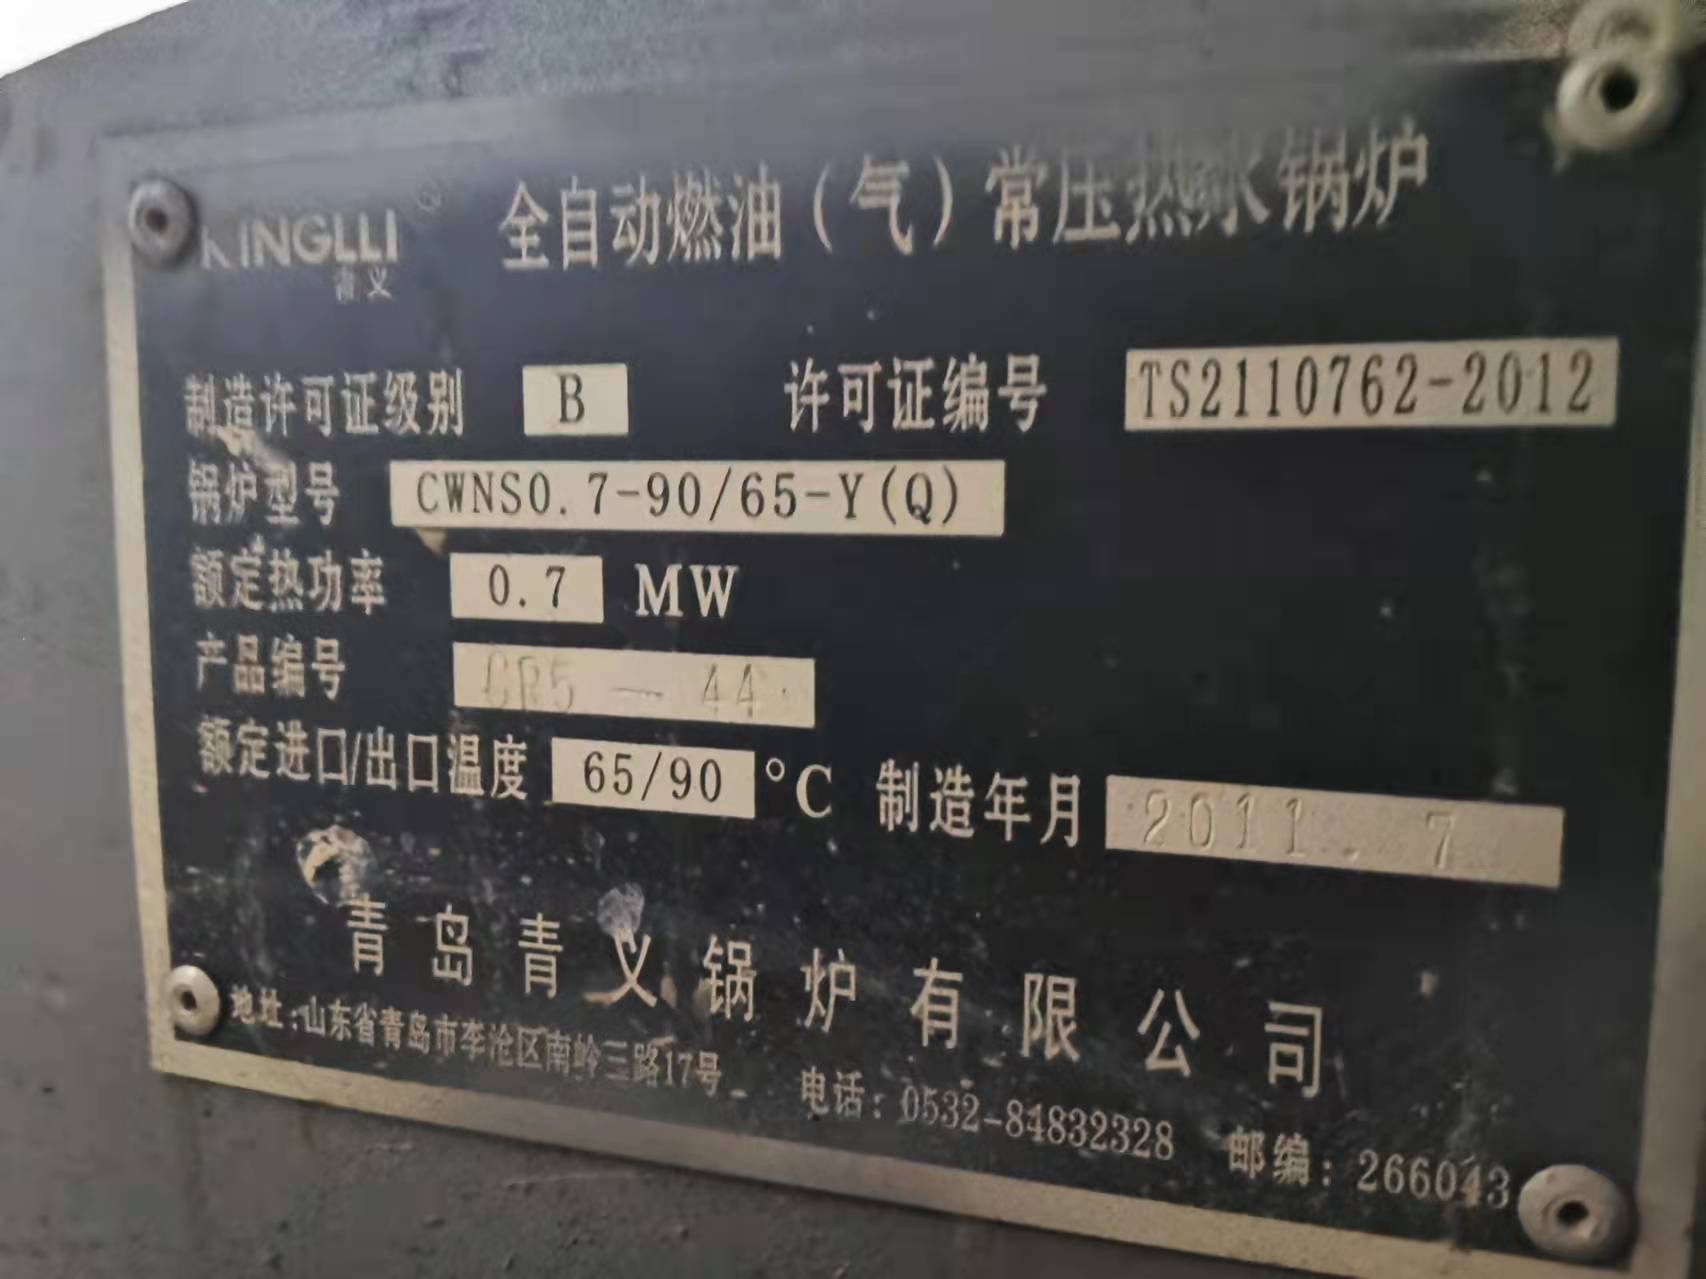 KINGLLI 全自动燃油(气)常压热水锅炉
青义
制造许可证级别 B 许可证编号 TS2110762-2012
锅炉型号 CWNS0.7-90/65-Y(Q)
额定热功率 0.7 MW
产品编号 CR5-44
额定进口/出口温度 65/90 °C 制造年月 2011.7
青岛青义锅炉有限公司
地址:山东省青岛市李沧区南岭三路17号 电话:0532-84832328 邮编:266043